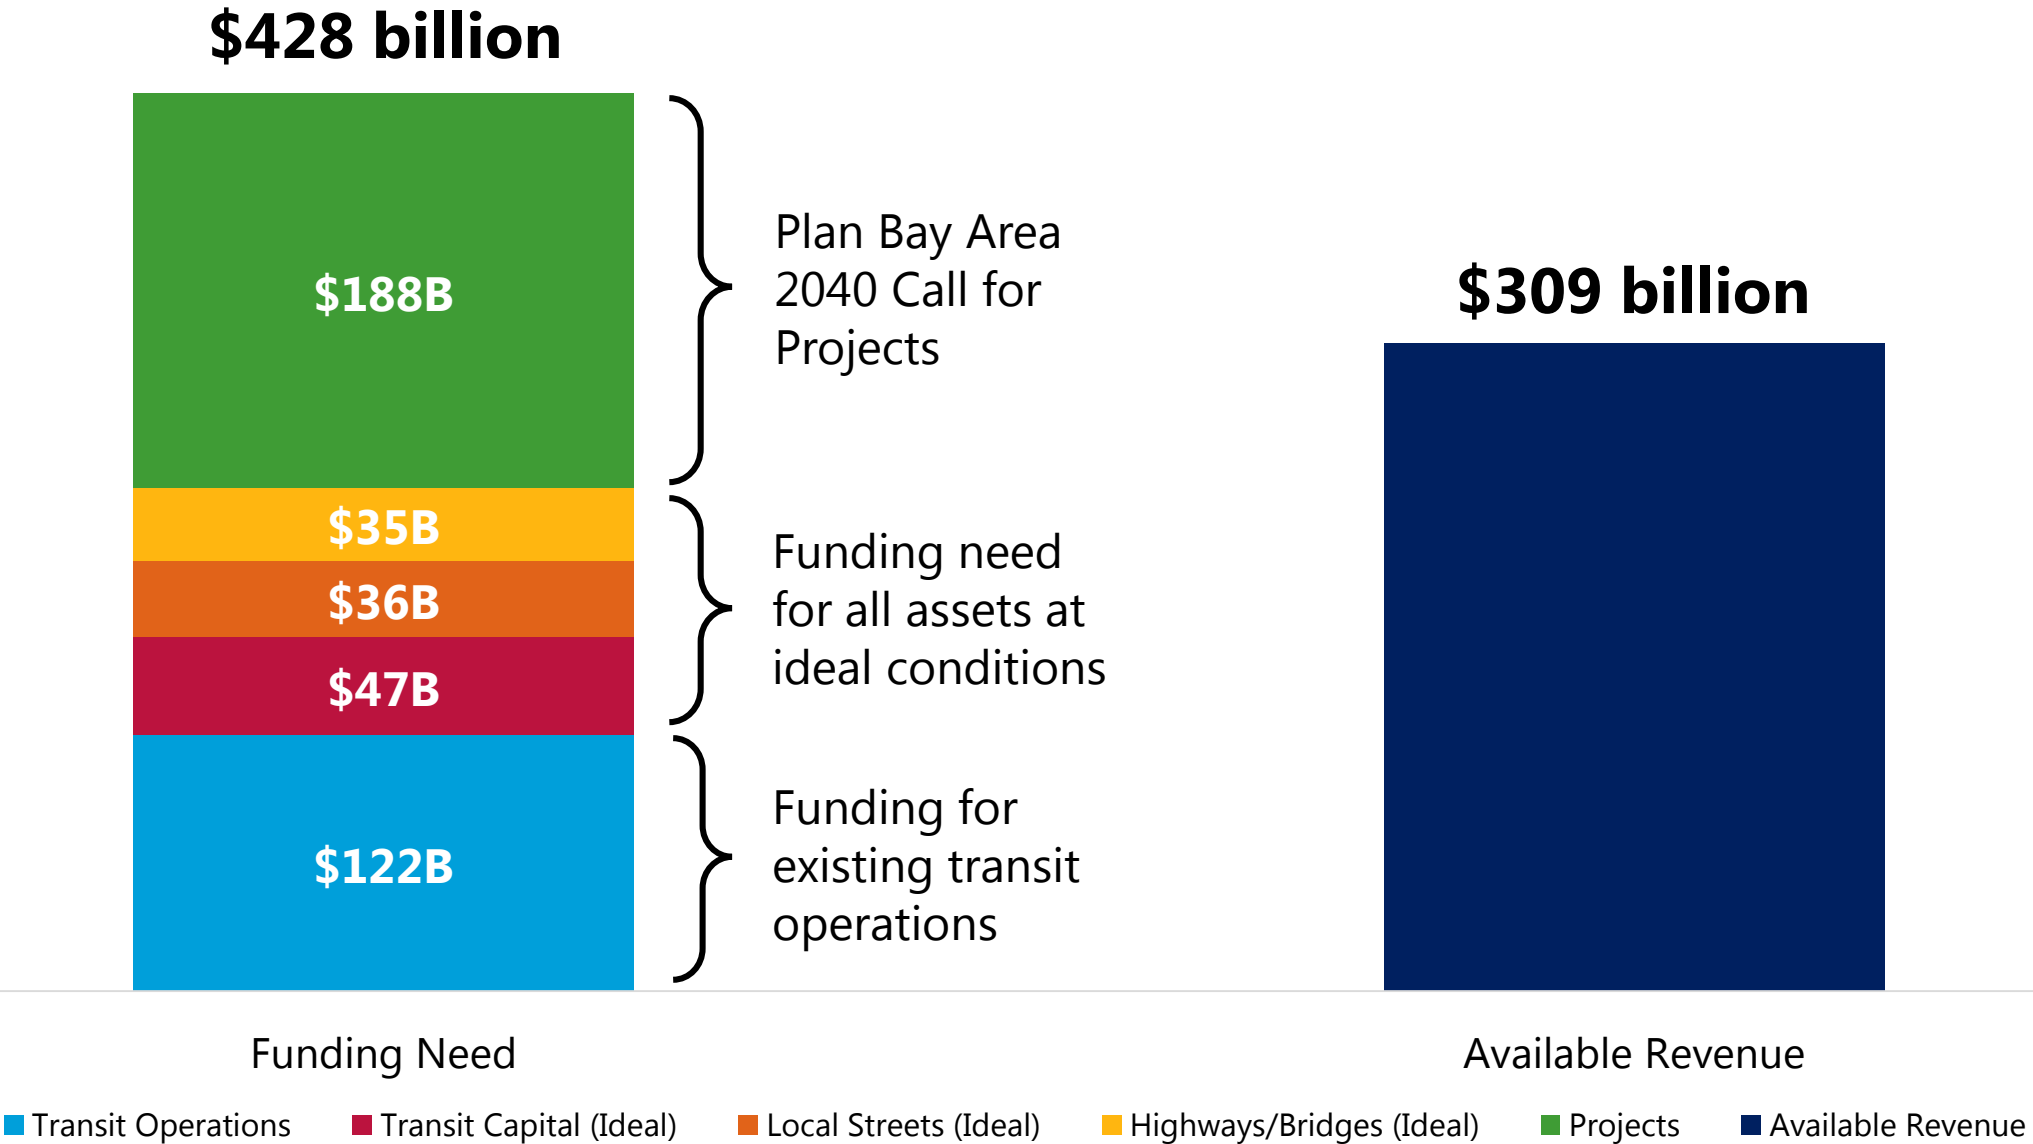 $428 billion
$188B
Plan Bay Area
2040 Call for
Projects
$309 billion
$35B
$36B
$47B
Funding need
for all assets at
ideal conditions
$122B
Funding for
existing transit
operations
Funding Need
Available Revenue
Transit Operations
Transit Capital (Ideal)
Local Streets (Ideal)
Highways/Bridges (Ideal)
Projects
Available Revenue